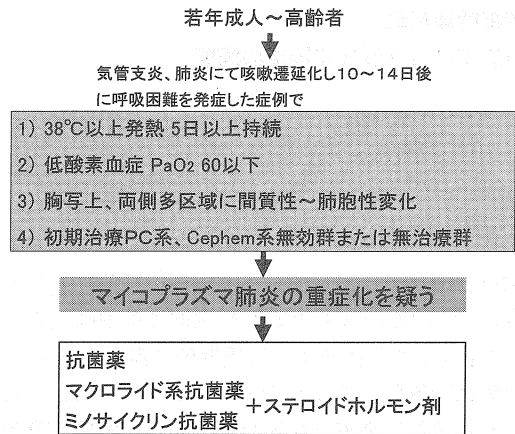 若年成人～高齢者
気管支炎、肺炎にて咳嗽遷延化し10～14日後
に呼吸困難を発症した症例で
1) 38℃以上発熱 5日以上持続
2) 低酸素血症 PaO2 60以下
3) 胸写上、両側多区域に間質性～肺胞性変化
4) 初期治療PC系、Cephem系無効群または無治療群
マイコプラズマ肺炎の重症化を疑う
抗菌薬
マクロライド系抗菌薬
ミノサイクリン抗菌薬
＋ステロイドホルモン剤